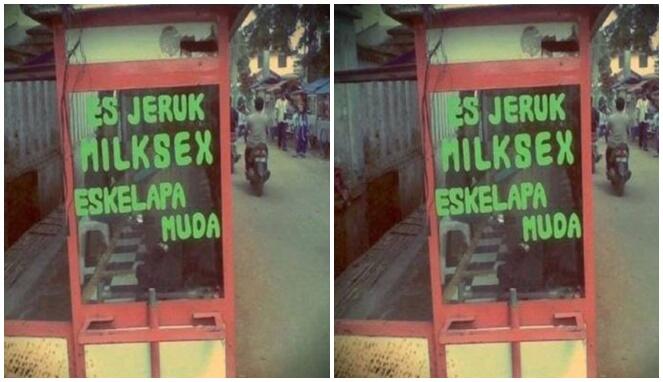 ES JERUK
MILKSEX
ESKELAPA
MUDA
ES JERUK
MILKSEX
ESKELAPA
MUDA